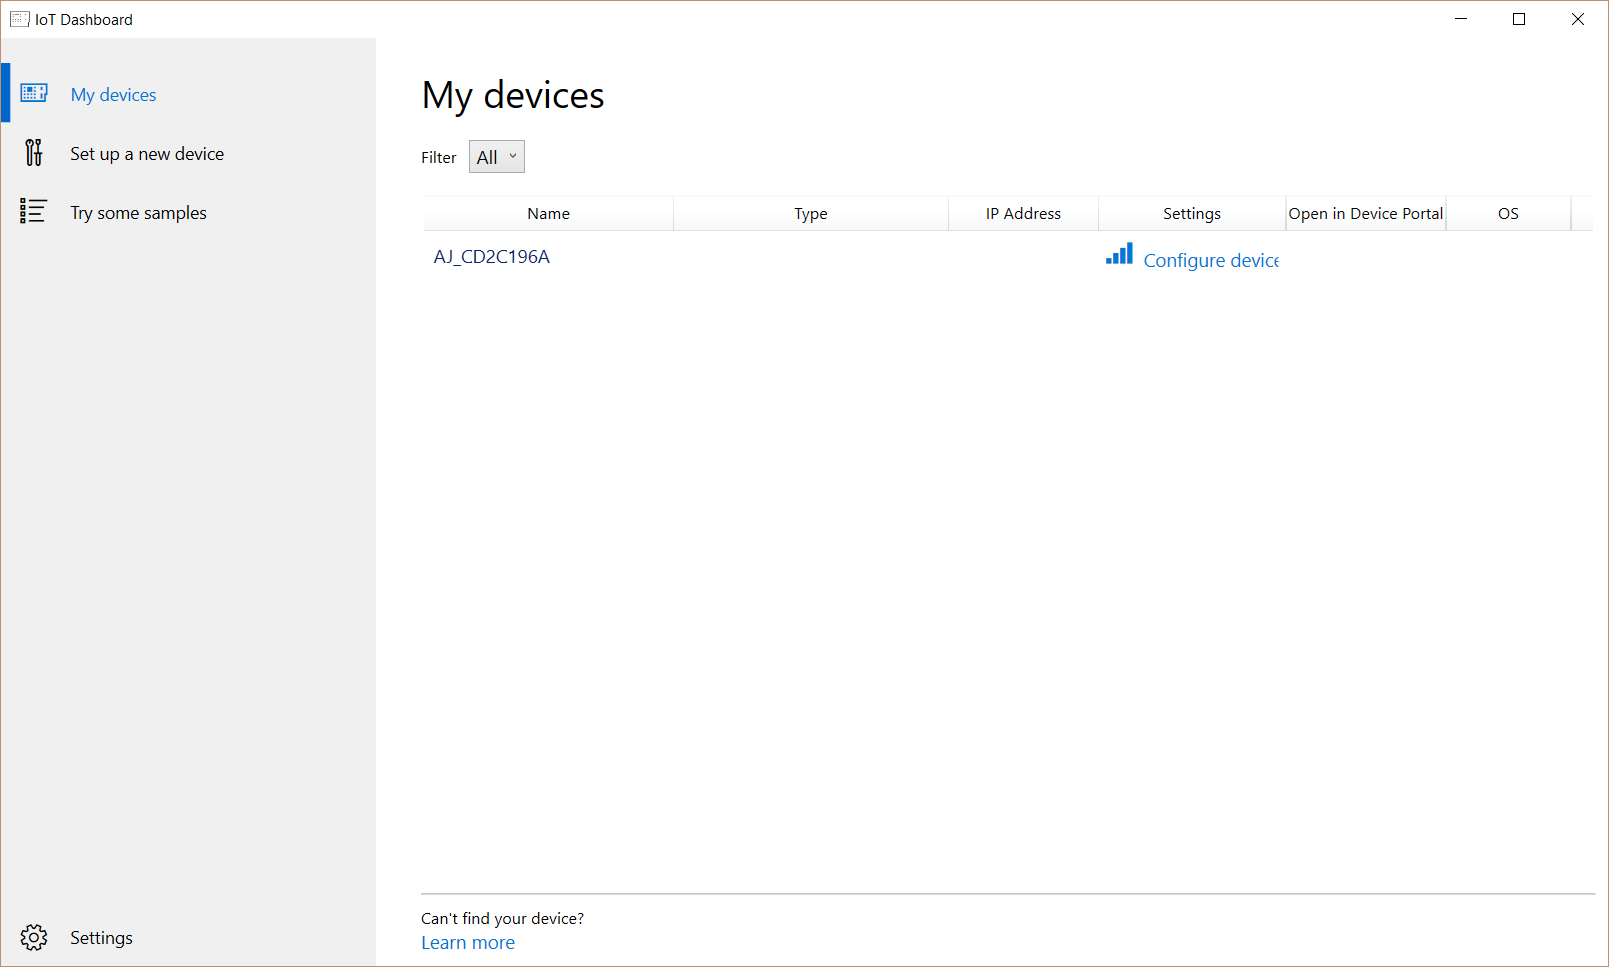 IoT Dashboard
My devices
Set up a new device
Try some samples
Settings
My devices
Filter All
Name Type IP Address Settings Open in Device Portal OS
AJ_CD2C196A Configure device
Can't find your device?
Learn more